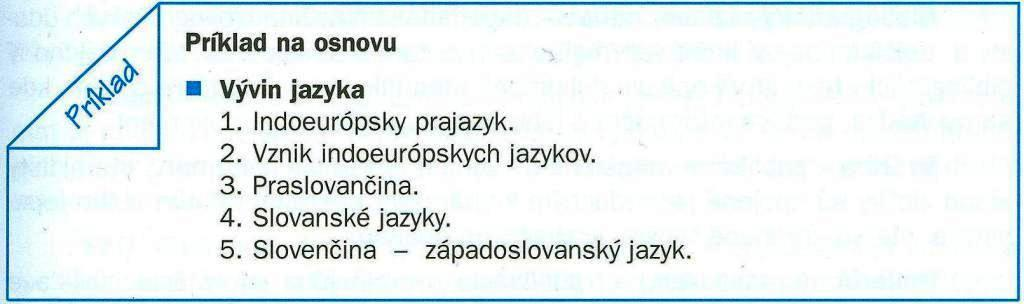 Príklad na osnovu
Príklad
Vývin jazyka
1. Indoeurópsky prajazyk.
2. Vznik indoeurópskych jazykov.
3. Praslovančina.
4. Slovanské jazyky.
5. Slovenčina – západoslovanský jazyk.